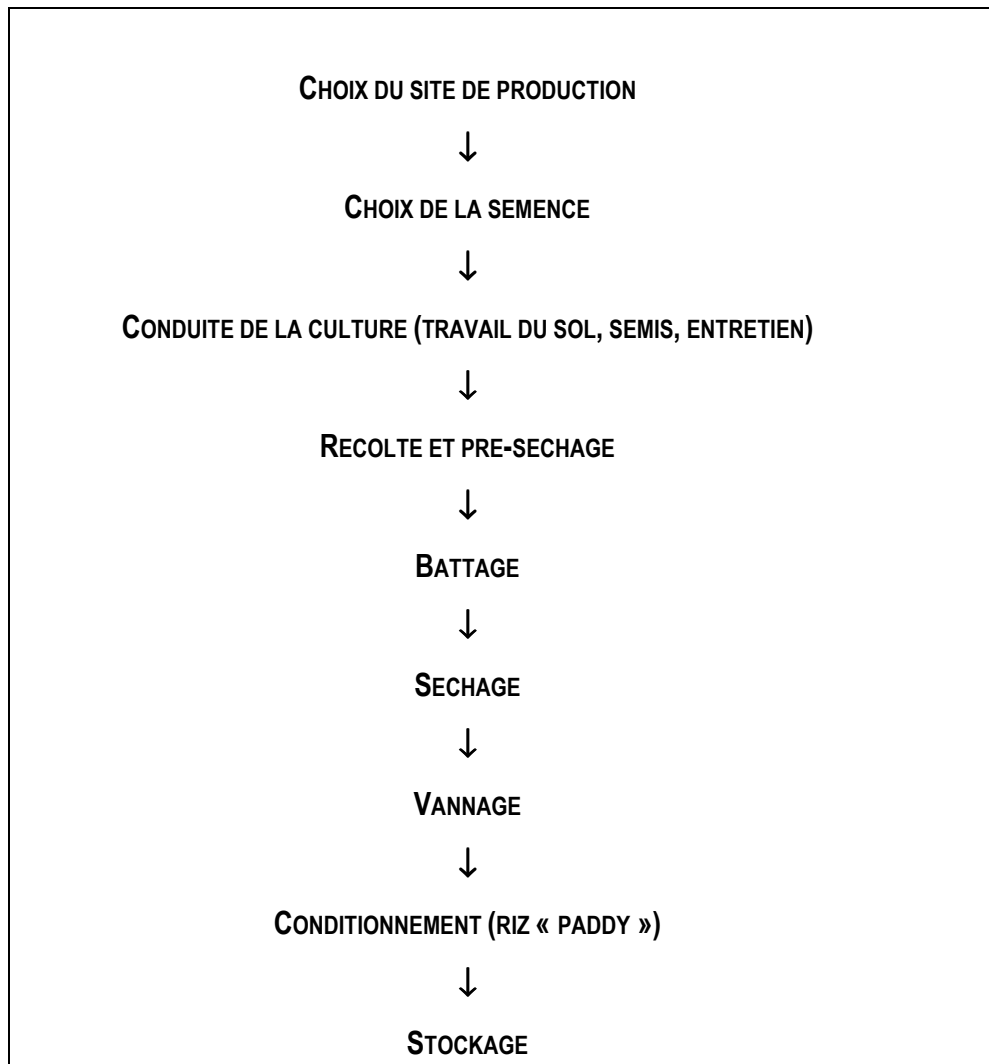 CHOIX DU SITE DE PRODUCTION
↓
CHOIX DE LA SEMENCE
↓
CONDUITE DE LA CULTURE (TRAVAIL DU SOL, SEMIS, ENTRETIEN)
↓
RECOLTE ET PRE-SECHAGE
↓
BATTAGE
↓
SECHAGE
↓
VANNAGE
↓
CONDITIONNEMENT (RIZ « PADDY »)
↓
STOCKAGE